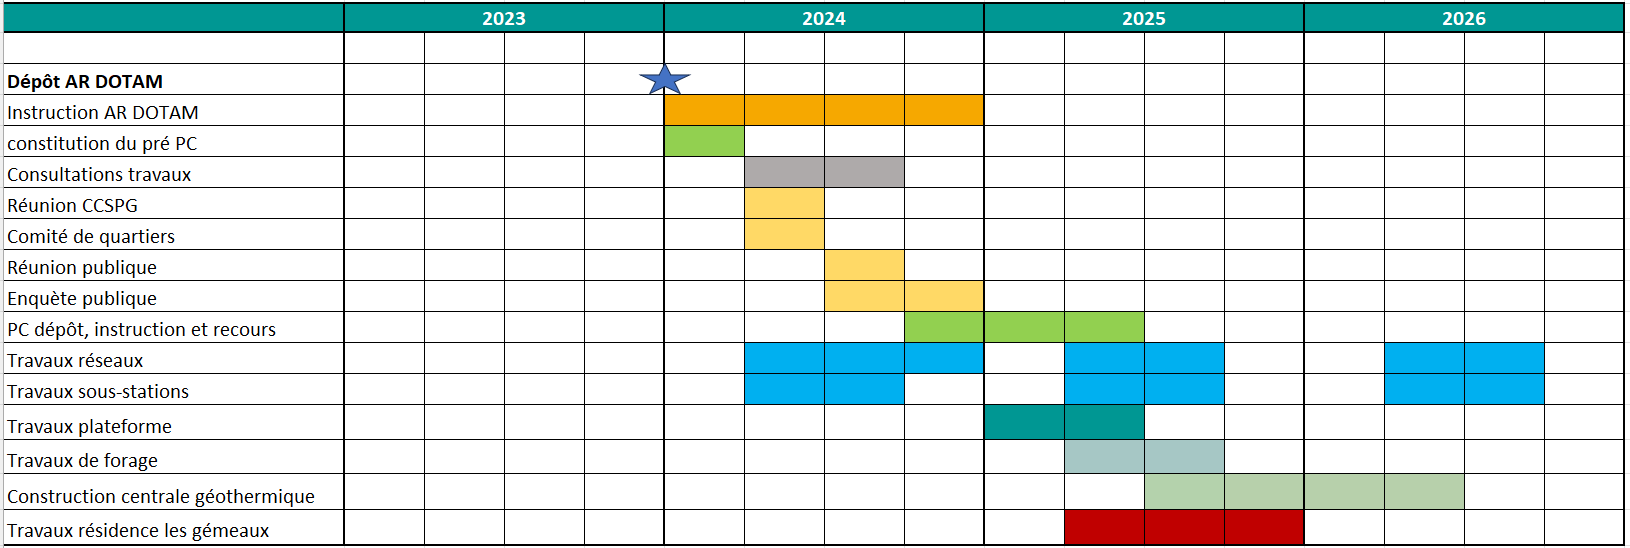 2023 2024 2025 2026
Dépôt AR DOTAM
Instruction AR DOTAM
constitution du pré PC
Consultations travaux
Réunion CCSPG
Comité de quartiers
Réunion publique
Enquète publique
PC dépôt, instruction et recours
Travaux réseaux
Travaux sous-stations
Travaux plateforme
Travaux de forage
Construction centrale géothermique
Travaux résidence les gémeaux